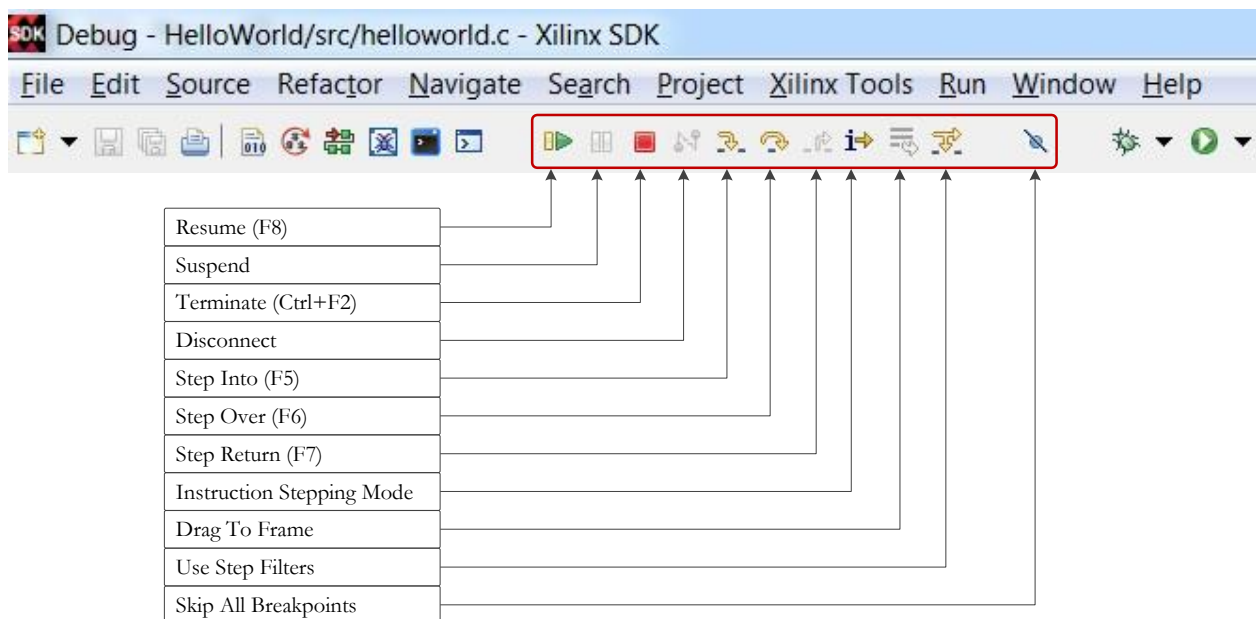 SDK Debug - HelloWorld/src/helloworld.c - Xilinx SDK
File Edit Source Refactor Navigate Search Project Xilinx Tools Run Window Help
010 i
Resume (F8)
Suspend
Terminate (Ctrl+F2)
Disconnect
Step Into (F5)
Step Over (F6)
Step Return (F7)
Instruction Stepping Mode
Drag To Frame
Use Step Filters
Skip All Breakpoints